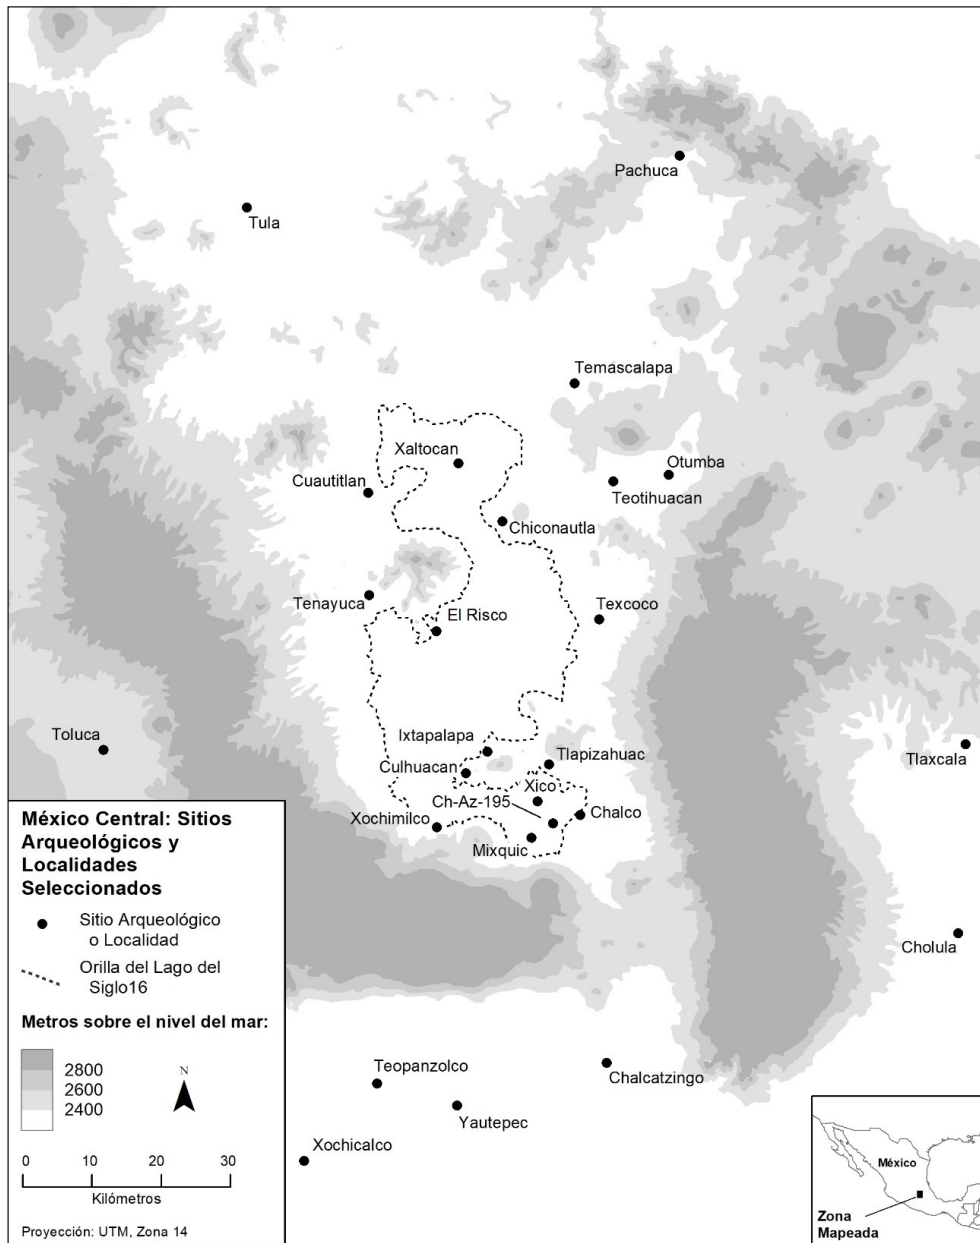 Pachuca
Tula
Temascalapa
Xaltocan
Otumba
Cuautitlan
Teotihuacan
Chiconautla
Tenayuca
El Risco
Texcoco
Toluca
Ixtapalapa
Tlapizahuac
Tlaxcala
Culhuacan
Xico
Ch-Az-195
Chalco
Xochimilco
Mixquic
Cholula
Teopanzolco
Chalcatzingo
Yautepec
Xochicalco
México Central: Sitios
Arqueológicos y
Localidades
Seleccionados
Sitio Arqueológico
o Localidad
Orilla del Lago del
Siglo16
Metros sobre el nivel del mar:
2800
2600
2400
N
0 10 20 30
Kilómetros
Proyección: UTM, Zona 14
México
Zona
Mapeada